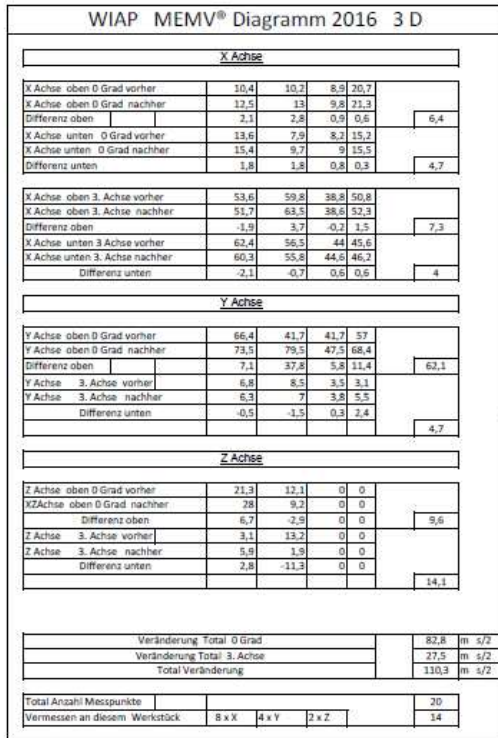 WIAP MEMV® Diagramm 2016 3 D
X Achse
X Achse oben 0 Grad vorher 10,4 10,2 8,9 20,7
X Achse oben 0 Grad nachher 12,5 13 9,8 21,3
Differenz oben 2,1 2,8 0,9 0,6 6,4
X Achse unten 0 Grad vorher 13,6 7,9 8,2 15,2
X Achse unten 0 Grad nachher 15,4 9,7 9 15,5
Differenz unten 1,8 1,8 0,8 0,3 4,7
X Achse oben 3. Achse vorher 53,6 59,8 38,8 50,8
X Achse oben 3. Achse nachher 51,7 63,5 38,6 52,3
Differenz oben -1,9 3,7 -0,2 1,5 7,3
X Achse unten 3 Achse vorher 62,4 56,5 44 45,6
X Achse unten 3. Achse nachher 60,3 55,8 44,6 46,2
Differenz unten -2,1 -0,7 0,6 0,6 4
Y Achse
Y Achse oben 0 Grad vorher 66,4 41,7 41,7 57
Y Achse oben 0 Grad nachher 73,5 79,5 47,5 68,4
Differenz oben 7,1 37,8 5,8 11,4 62,1
Y Achse 3. Achse vorher 6,8 8,5 3,5 3,1
Y Achse 3. Achse nachher 6,3 7 3,8 5,5
Differenz unten -0,5 -1,5 0,3 2,4
4,7
Z Achse
Z Achse oben 0 Grad vorher 21,3 12,1 0 0
XZAchse oben 0 Grad nachher 28 9,2 0 0
Differenz oben 6,7 -2,9 0 0 9,6
Z Achse 3. Achse vorher 3,1 13,2 0 0
Z Achse 3. Achse nachher 5,9 1,9 0 0
Differenz unten 2,8 -11,3 0 0
14,1
Veränderung Total 0 Grad 82,8 m s/2
Veränderung Total 3. Achse 27,5 m s/2
Total Veränderung 110,3 m s/2
Total Anzahl Messpunkte 20
Vermessen an diesem Werkstück 8 x X 4 x Y 2 x Z 14